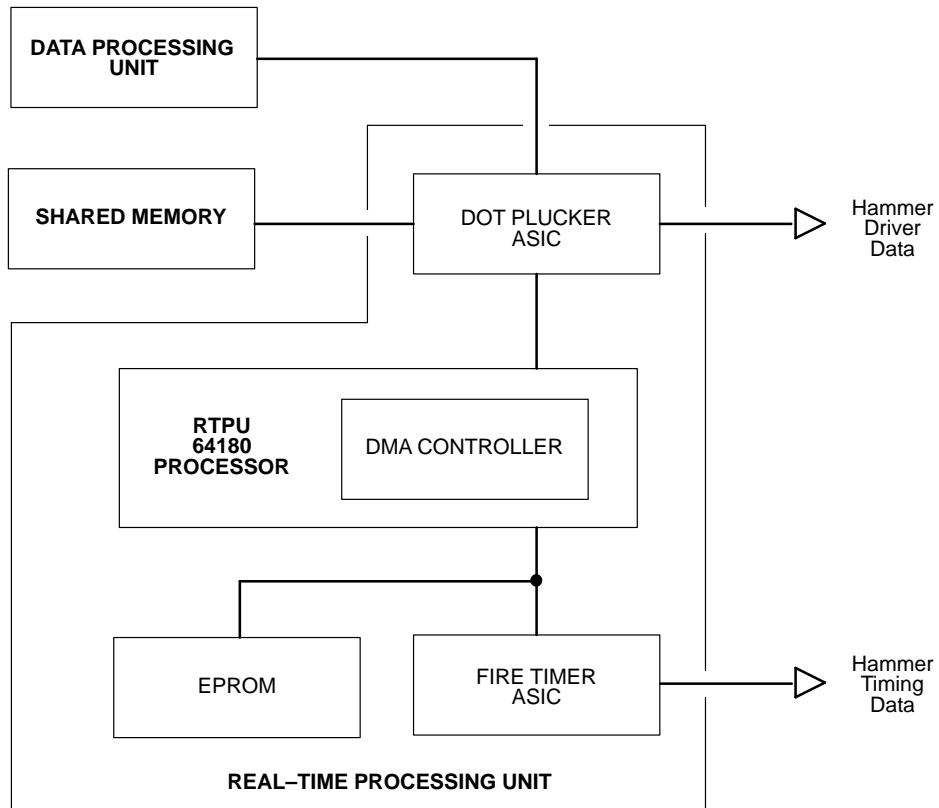 DATA PROCESSING
UNIT
SHARED MEMORY
DOT PLUCKER
ASIC
Hammer
Driver
Data
RTPU
64180
PROCESSOR
DMA CONTROLLER
EPROM
FIRE TIMER
ASIC
Hammer
Timing
Data
REAL–TIME PROCESSING UNIT